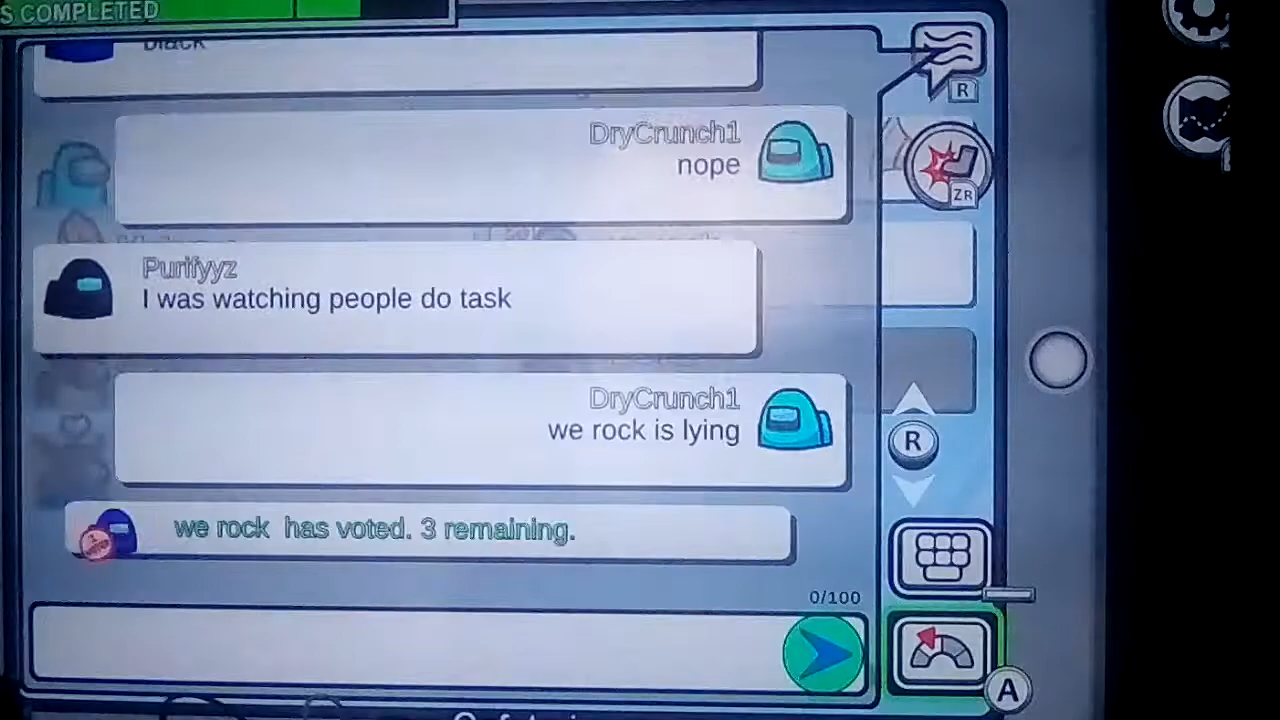 S COMPLETED
Black
DryCrunch1
nope
Purifyyz
I was watching people do task
DryCrunch1
we rock is lying
we rock has voted. 3 remaining.
0/100
R
ZR
R
A